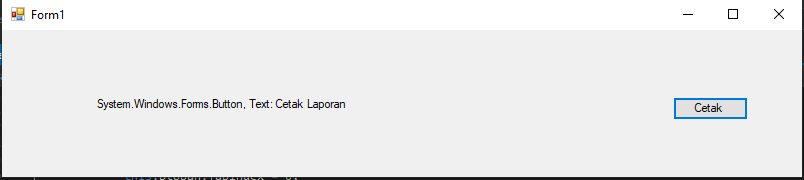 Form1
System.Windows.Forms.Button, Text: Cetak Laporan
Cetak